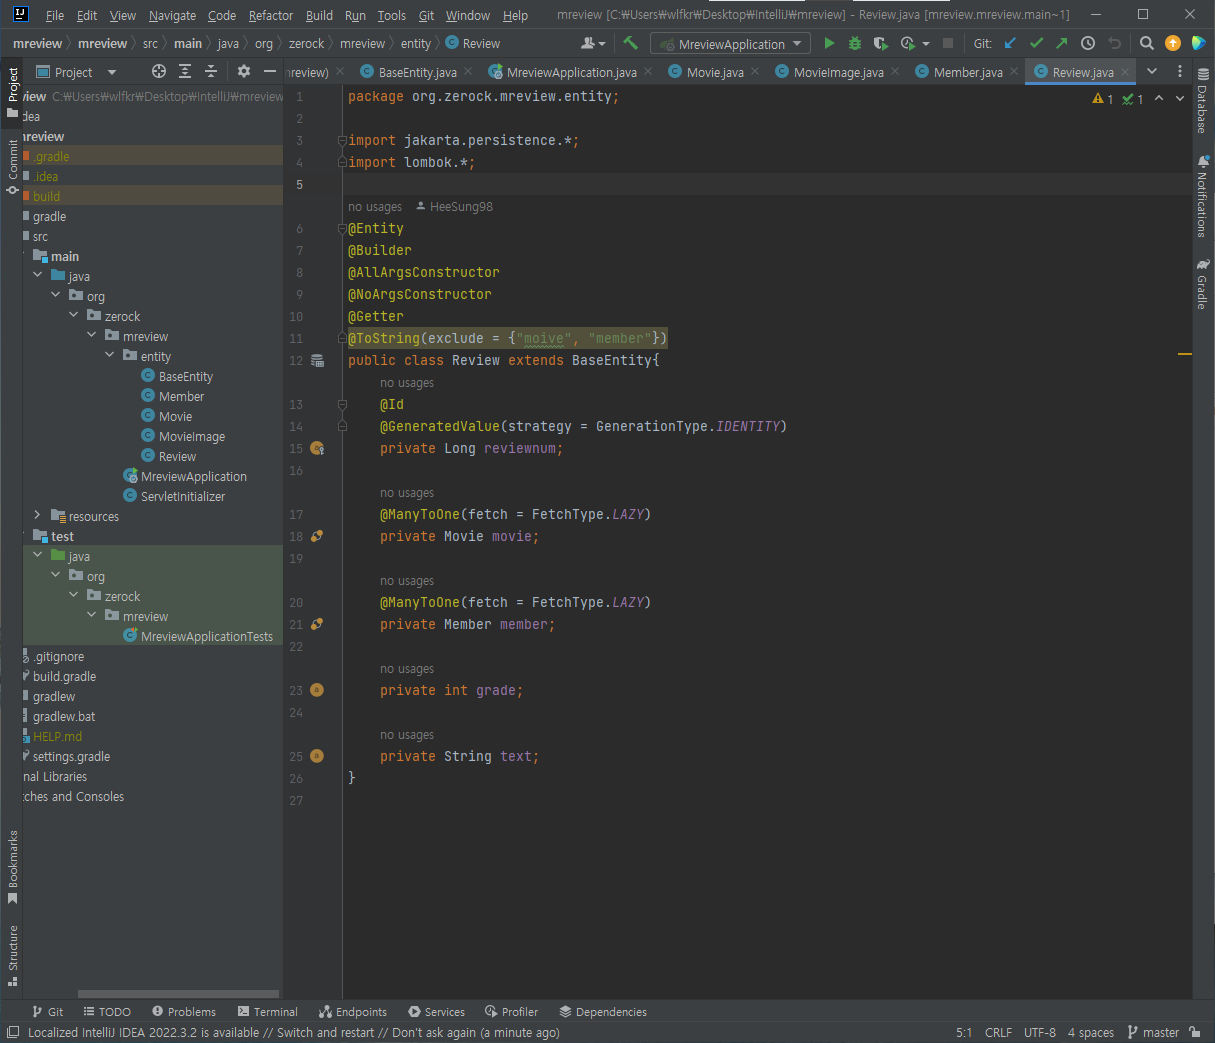 File Edit View Navigate Code Refactor Build Run Tools Git Window Help mreview [C:₩Users₩wlfkr₩Desktop₩IntelliJ₩mreview] - Review.java [mreview.mreview.main~1]
mreview mreview src main java org zerock mreview entity Review MreviewApplication Git:
Project mreview) BaseEntity.java MreviewApplication.java Movie.java MovieImage.java Member.java Review.java
view C:₩Users₩wlfkr₩Desktop₩IntelliJ₩mreview
dea
mreview
.gradle
.idea
build
gradle
src
main
java
org
zerock
mreview
entity
BaseEntity
Member
Movie
MovieImage
Review
MreviewApplication
ServletInitializer
resources
test
java
org
zerock
mreview
MreviewApplicationTests
.gitignore
build.gradle
gradlew
gradlew.bat
HELP.md
settings.gradle
nal Libraries
tches and Consoles
Project
Commit
Bookmarks
Structure
1 package org.zerock.mreview.entity;
2
3 import jakarta.persistence.*;
4 import lombok.*;
5
no usages HeeSung98
6 @Entity
7 @Builder
8 @AllArgsConstructor
9 @NoArgsConstructor
10 @Getter
11 @ToString(exclude = {"moive", "member"})
12 public class Review extends BaseEntity{
no usages
13 @Id
14 @GeneratedValue(strategy = GenerationType.IDENTITY)
15 private Long reviewnum;
16
no usages
17 @ManyToOne(fetch = FetchType.LAZY)
18 private Movie movie;
19
no usages
20 @ManyToOne(fetch = FetchType.LAZY)
21 private Member member;
22
no usages
23 private int grade;
24
no usages
25 private String text;
26 }
27
1 1
Database
Notifications
Gradle
Git TODO Problems Terminal Endpoints Services Profiler Dependencies
Localized IntelliJ IDEA 2022.3.2 is available // Switch and restart // Don't ask again (a minute ago) 5:1 CRLF UTF-8 4 spaces master